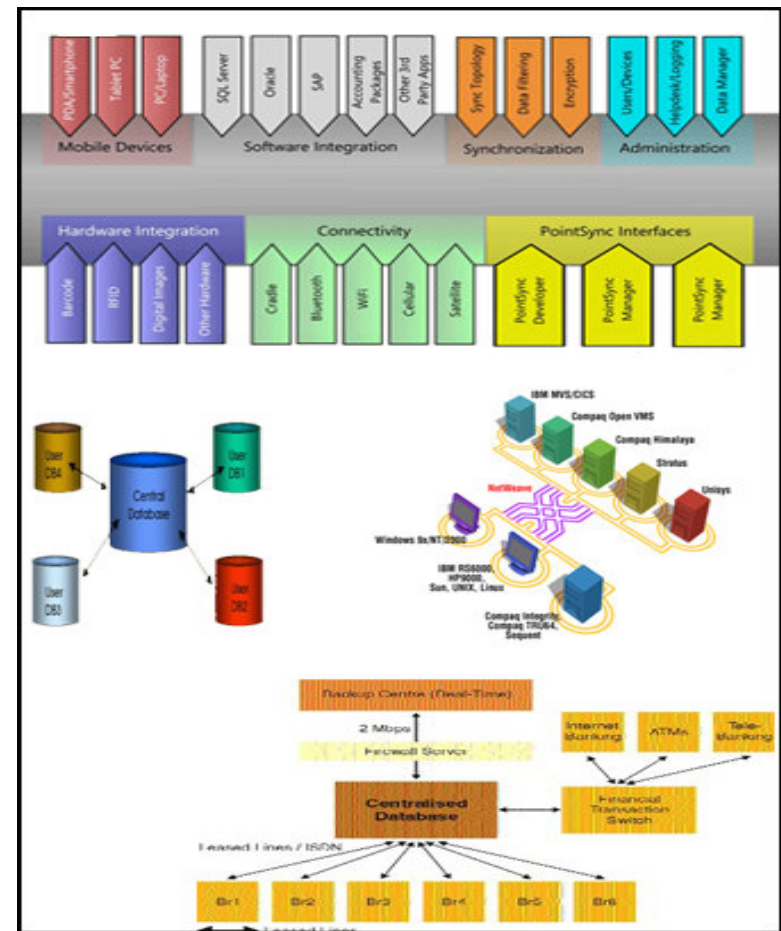 PDA/Smartphone
Tablet PC
PC/Laptop
SQL Server
Oracle
SAP
Accounting
Packages
Other 3rd
Party Apps
Sync Topology
Data Filtering
Encryption
Users/Devices
Helpdesk/Logging
Data Manager
Mobile Devices
Software Integration
Synchronization
Administration
Hardware Integration
Connectivity
PointSync Interfaces
Barcode
RFID
Digital Images
Other Hardware
Cradle
Bluetooth
WiFi
Cellular
Satellite
PointSync
Developer
PointSync
Manager
PointSync
Manager
User
DB4
User
DB1
Central
Database
User
DB3
User
DB2
IBM MVS/CICS
Compaq Open VMS
Compaq Himalaya
Stratus
Unisys
NetWeave
Windows 9x/NT/2000
IBM RS6000,
HP9000,
Sun, UNIX, Linux
Compaq Integrity,
Compaq TRU64,
Sequent
Backup Centre (Real-Time)
2 Mbps
Firewall Server
Internet
Banking
ATMs
Tele-
Banking
Centralised
Database
Financial
Transaction
Switch
Leased Lines / ISDN
Br1
Br2
Br3
Br4
Br5
Br6
Leased Lines